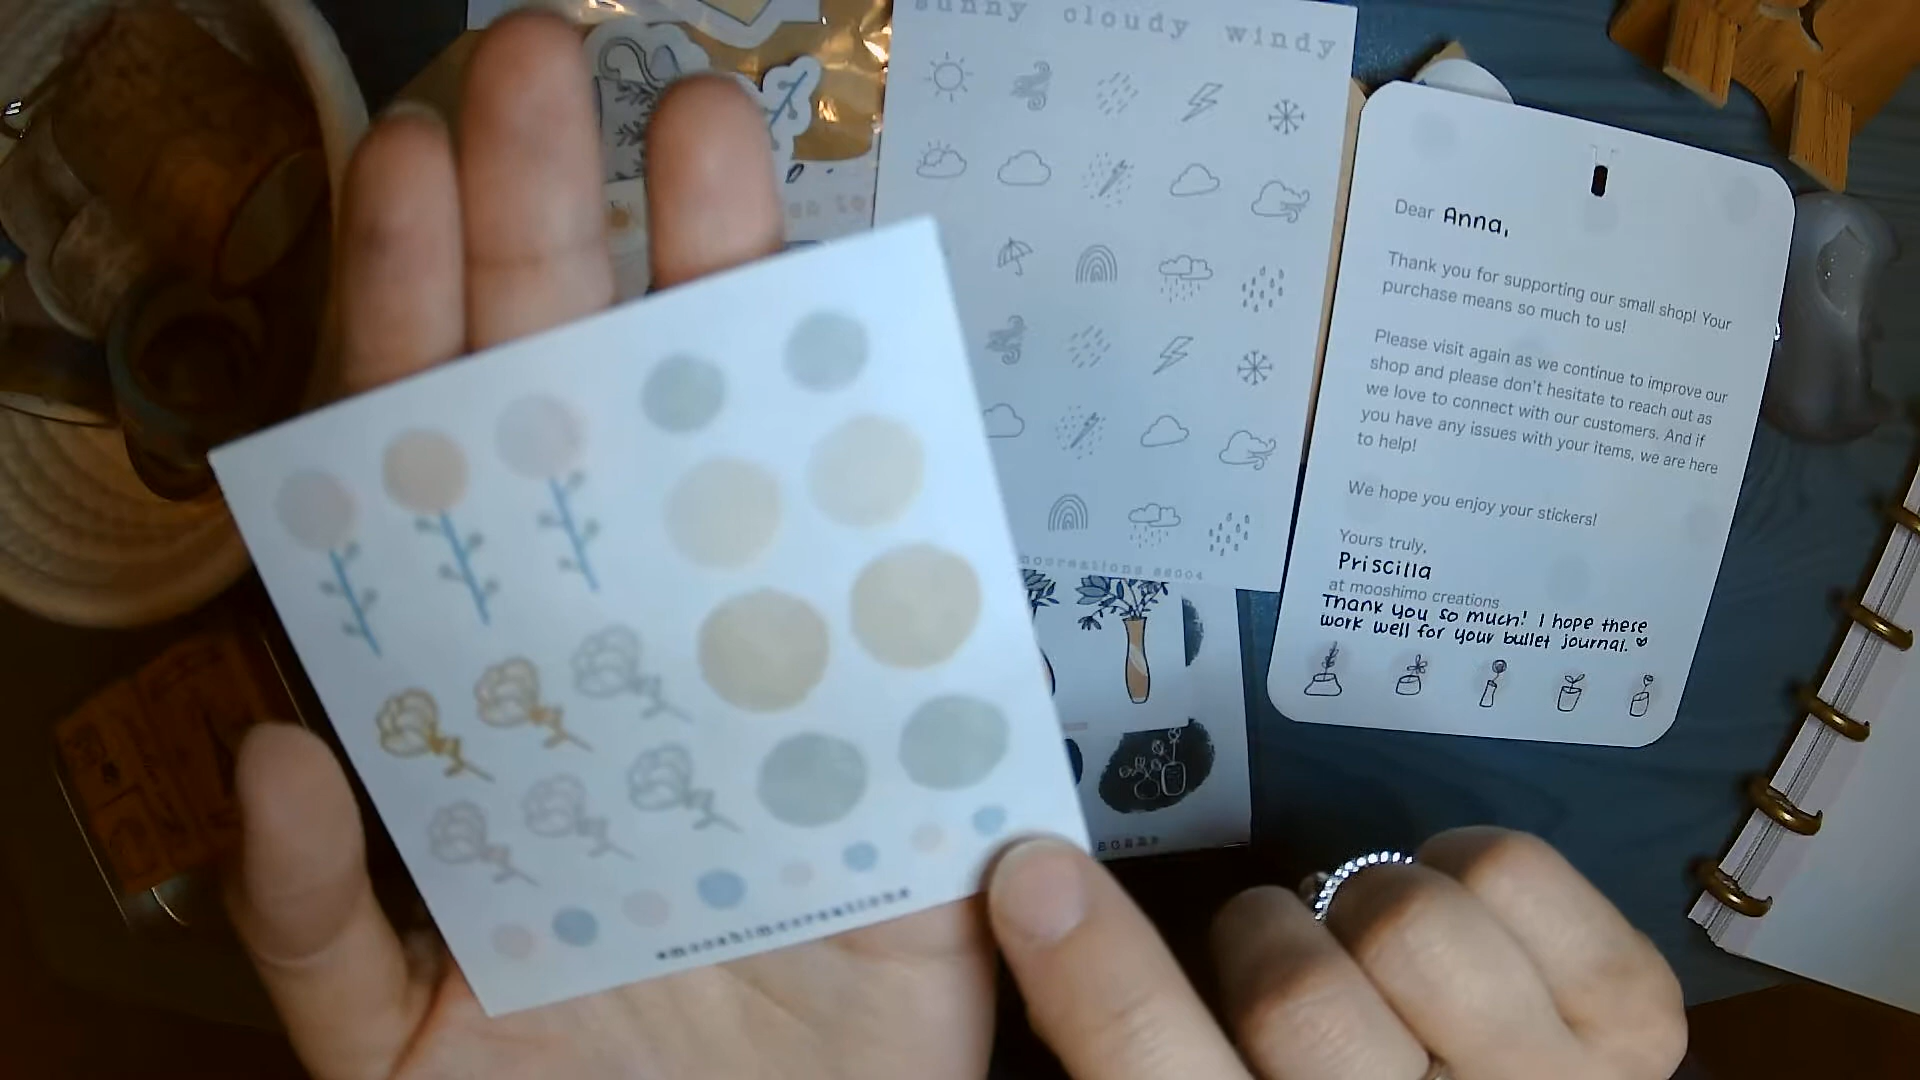 sunny cloudy windy
Dear Anna,
Thank you for supporting our small shop! Your
purchase means so much to us!
Please visit again as we continue to improve our
shop and please don't hesitate to reach out as
we love to connect with our customers. And if
you have any issues with your items, we are here
to help!
We hope you enjoy your stickers!
Yours truly,
Priscilla
at mooshimo creations
Thank you so much! I hope these
work well for your bullet journal.
@mooshimocreations